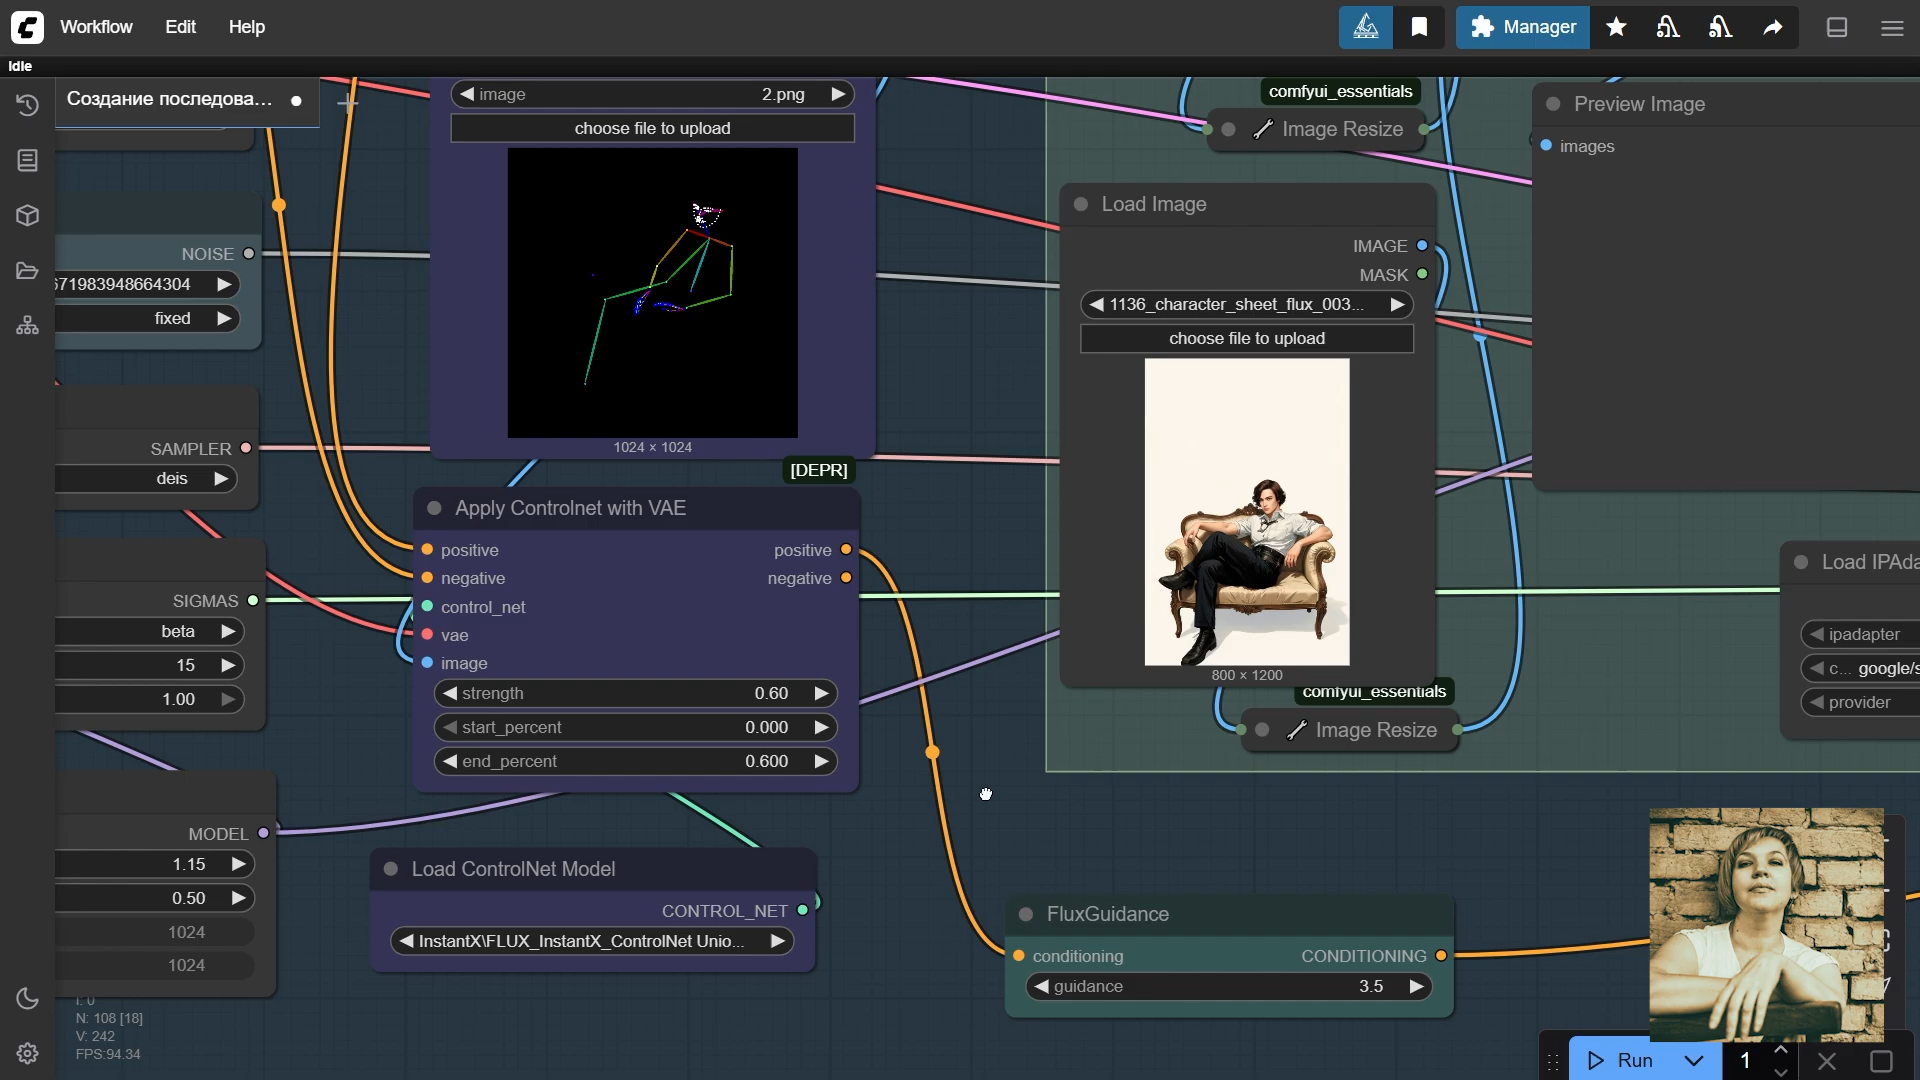 Workflow
Edit
Help
Manager
Idle
Создание последова...
image
2.png
choose file to upload
1024 × 1024
comfyui_essentials
Image Resize
Preview Image
images
NOISE
671983948664304
fixed
Load Image
IMAGE
MASK
1136_character_sheet_flux_003...
choose file to upload
800 × 1200
SAMPLER
deis
[DEPR]
Apply Controlnet with VAE
positive
positive
negative
negative
control_net
vae
image
strength
0.60
start_percent
0.000
end_percent
0.600
SIGMAS
beta
15
1.00
comfyui_essentials
Image Resize
Load IPAda
ipadapter
c... google/s
provider
MODEL
1.15
0.50
1024
1024
Load ControlNet Model
CONTROL_NET
InstantX\FLUX_InstantX_ControlNet Unio...
FluxGuidance
conditioning
CONDITIONING
guidance
3.5
I: 0
N: 108 [18]
V: 242
FPS:94.34
Run
1